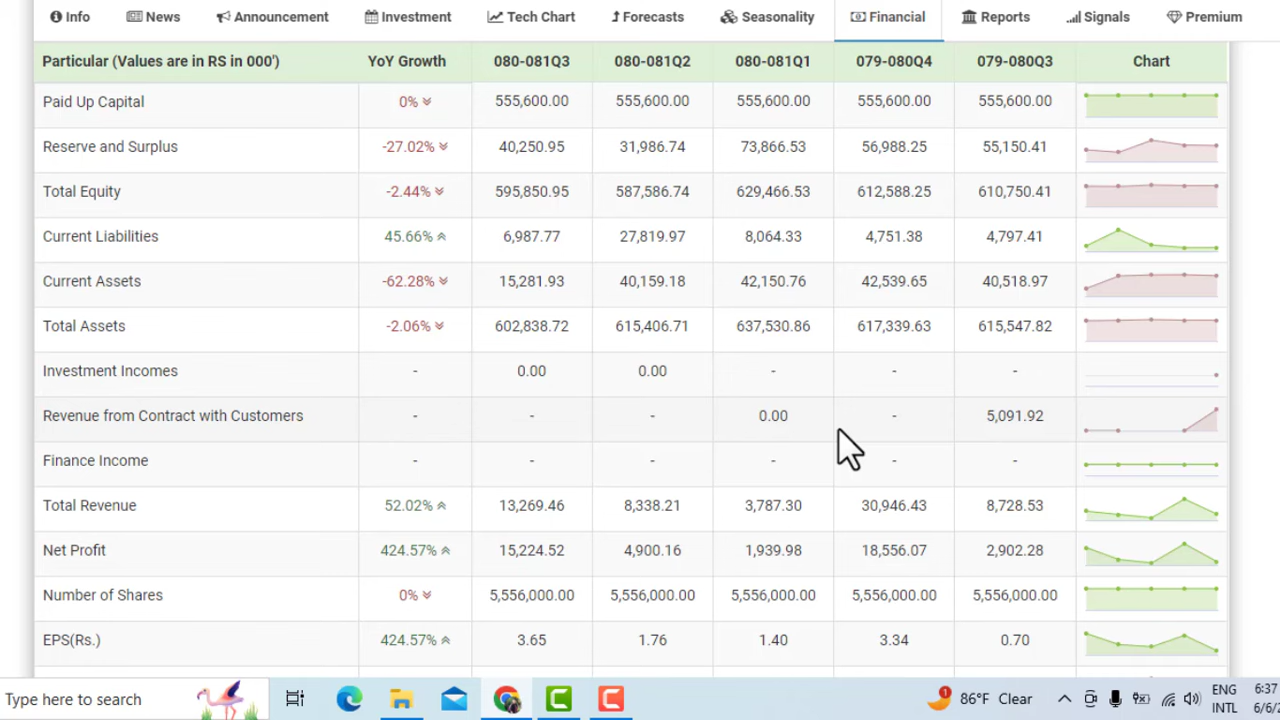 Info News Announcement Investment Tech Chart Forecasts Seasonality Financial Reports Signals Premium
Particular (Values are in RS in 000') YoY Growth 080-081Q3 080-081Q2 080-081Q1 079-080Q4 079-080Q3 Chart
Paid Up Capital 0% 555,600.00 555,600.00 555,600.00 555,600.00 555,600.00
Reserve and Surplus -27.02% 40,250.95 31,986.74 73,866.53 56,988.25 55,150.41
Total Equity -2.44% 595,850.95 587,586.74 629,466.53 612,588.25 610,750.41
Current Liabilities 45.66% 6,987.77 27,819.97 8,064.33 4,751.38 4,797.41
Current Assets -62.28% 15,281.93 40,159.18 42,150.76 42,539.65 40,518.97
Total Assets -2.06% 602,838.72 615,406.71 637,530.86 617,339.63 615,547.82
Investment Incomes - 0.00 0.00 - - -
Revenue from Contract with Customers - - - 0.00 - 5,091.92
Finance Income - - - - - -
Total Revenue 52.02% 13,269.46 8,338.21 3,787.30 30,946.43 8,728.53
Net Profit 424.57% 15,224.52 4,900.16 1,939.98 18,556.07 2,902.28
Number of Shares 0% 5,556,000.00 5,556,000.00 5,556,000.00 5,556,000.00 5,556,000.00
EPS(Rs.) 424.57% 3.65 1.76 1.40 3.34 0.70
Type here to search 1 86°F Clear ENG 6:37
INTL 6/6/2